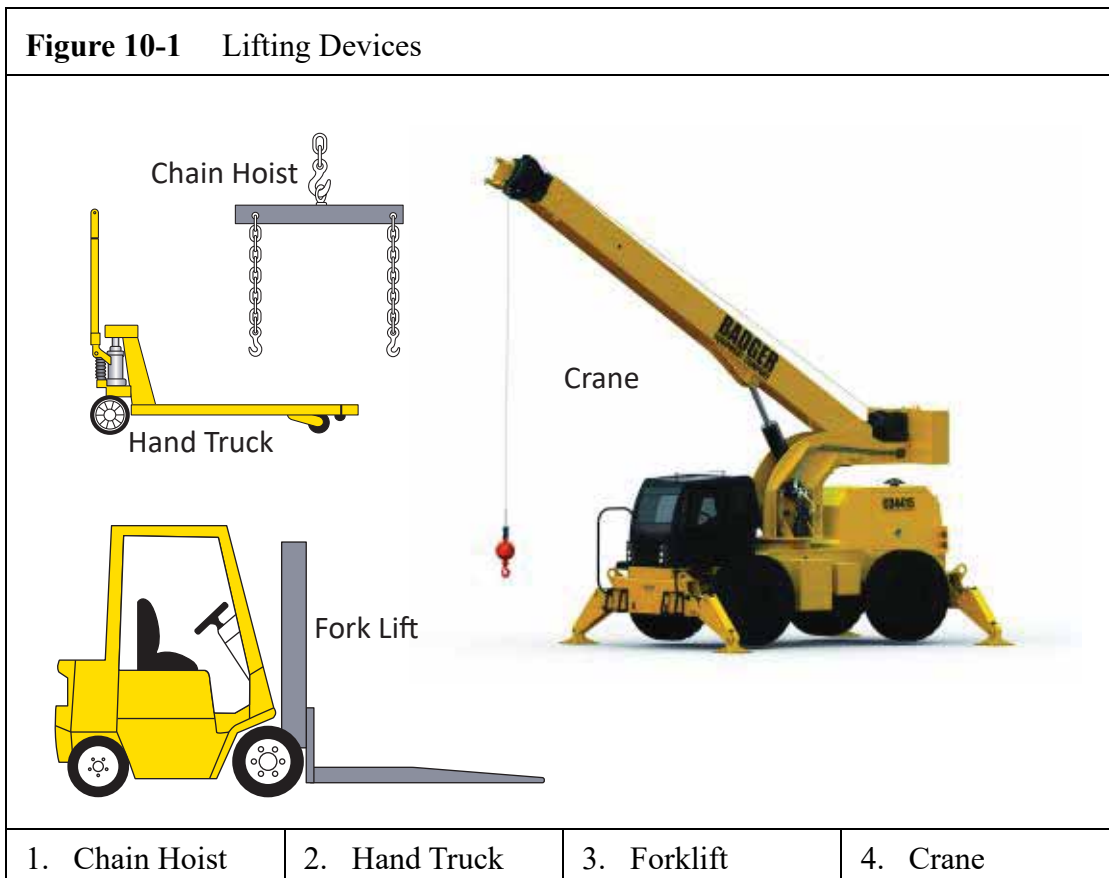 Figure 10-1 Lifting Devices
Chain Hoist
Hand Truck
Crane
BADGER
Fork Lift
1. Chain Hoist 2. Hand Truck 3. Forklift 4. Crane